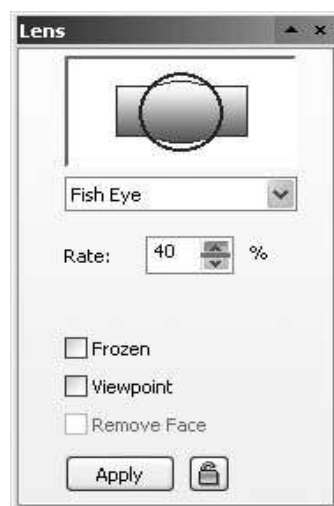 Lens
Fish Eye
Rate: 40 %
Frozen
Viewpoint
Remove Face
Apply